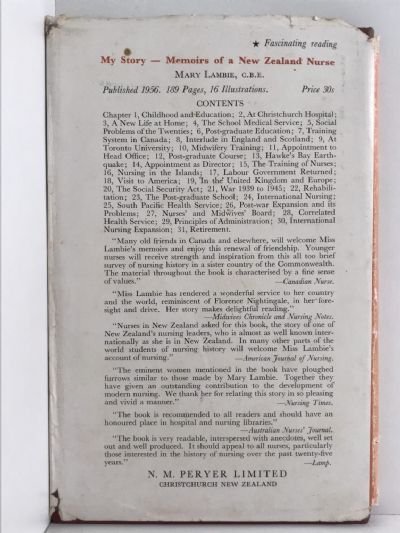 ★ Fascinating reading
My Story — Memoirs of a New Zealand Nurse
Mary Lambie, C.B.E.
Published 1956. 189 Pages, 16 Illustrations. Price 30s
CONTENTS
Chapter 1, Childhood and Education; 2, At Christchurch Hospital;
3, A New Life at Home; 4, The School Medical Service; 5, Social
Problems of the Twenties; 6, Post-graduate Education; 7, Training
System in Canada; 8, Interlude in England and Scotland; 9, At
Toronto University; 10, Midwifery Training; 11, Appointment to
Head Office; 12, Post-graduate Course; 13, Hawke's Bay Earth-
quake; 14, Appointment as Director; 15, The Training of Nurses;
16, Nursing in the Islands; 17, Labour Government Returned;
18, Visit to America; 19, In the United Kingdom and Europe;
20, The Social Security Act; 21, War 1939 to 1945; 22, Rehabili-
tation; 23, The Post-graduate School; 24, International Nursing;
25, South Pacific Health Service; 26, Post-war Expansion and its
Problems; 27, Nurses' and Midwives' Board; 28, Correlated
Health Service; 29, Principles of Administration; 30, International
Nursing Expansion; 31, Retirement.
"Many old friends in Canada and elsewhere, will welcome Miss
Lambie's memoirs and enjoy this renewal of friendship. Younger
nurses will receive strength and inspiration from this all too brief
survey of nursing history in a sister country of the Commonwealth.
The material throughout the book is characterised by a fine sense
of values."
—Canadian Nurse.
"Miss Lambie has rendered a wonderful service to her country
and the world, reminiscent of Florence Nightingale, in her fore-
sight and drive. Her story makes delightful reading."
—Midwives Chronicle and Nursing Notes.
"Nurses in New Zealand asked for this book, the story of one of
New Zealand's nursing leaders, who is almost as well known inter-
nationally as she is in New Zealand. In many other parts of the
world students of nursing history will welcome Miss Lambie's
account of nursing."
—American Journal of Nursing.
"The eminent women mentioned in the book have ploughed
furrows similar to those made by Mary Lambie. Together they
have given an outstanding contribution to the development of
modern nursing. We thank her for relating this story in so pleasing
and vivid a manner."
—Nursing Times.
"The book is recommended to all readers and should have an
honoured place in hospital and nursing libraries."
—Australian Nurses' Journal.
"The book is very readable, interspersed with anecdotes, well set
out and well produced. It should appeal to all nurses, particularly
those interested in the history of nursing over the past twenty-five
years."
—Lamp.
N. M. PERYER LIMITED
CHRISTCHURCH NEW ZEALAND